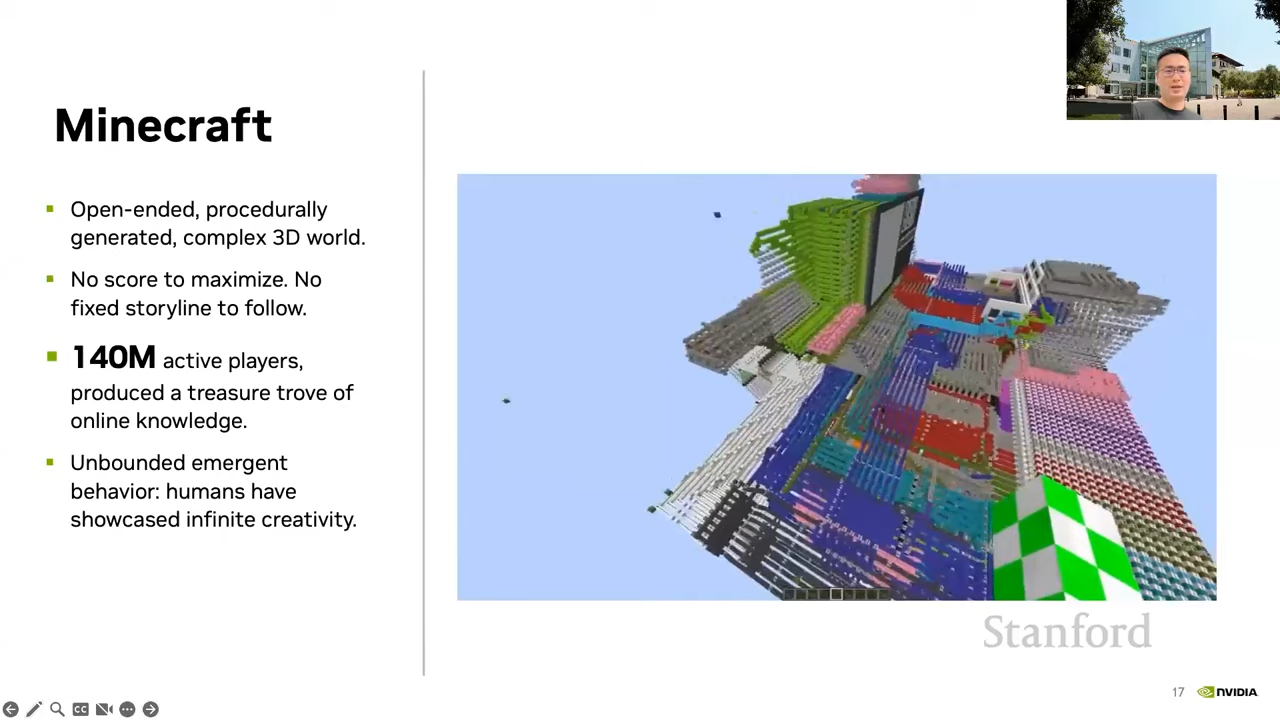 Minecraft
Open-ended, procedurally
generated, complex 3D world.
No score to maximize. No
fixed storyline to follow.
140M active players,
produced a treasure trove of
online knowledge.
Unbounded emergent
behavior: humans have
showcased infinite creativity.
Stanford
17
NVIDIA
CC